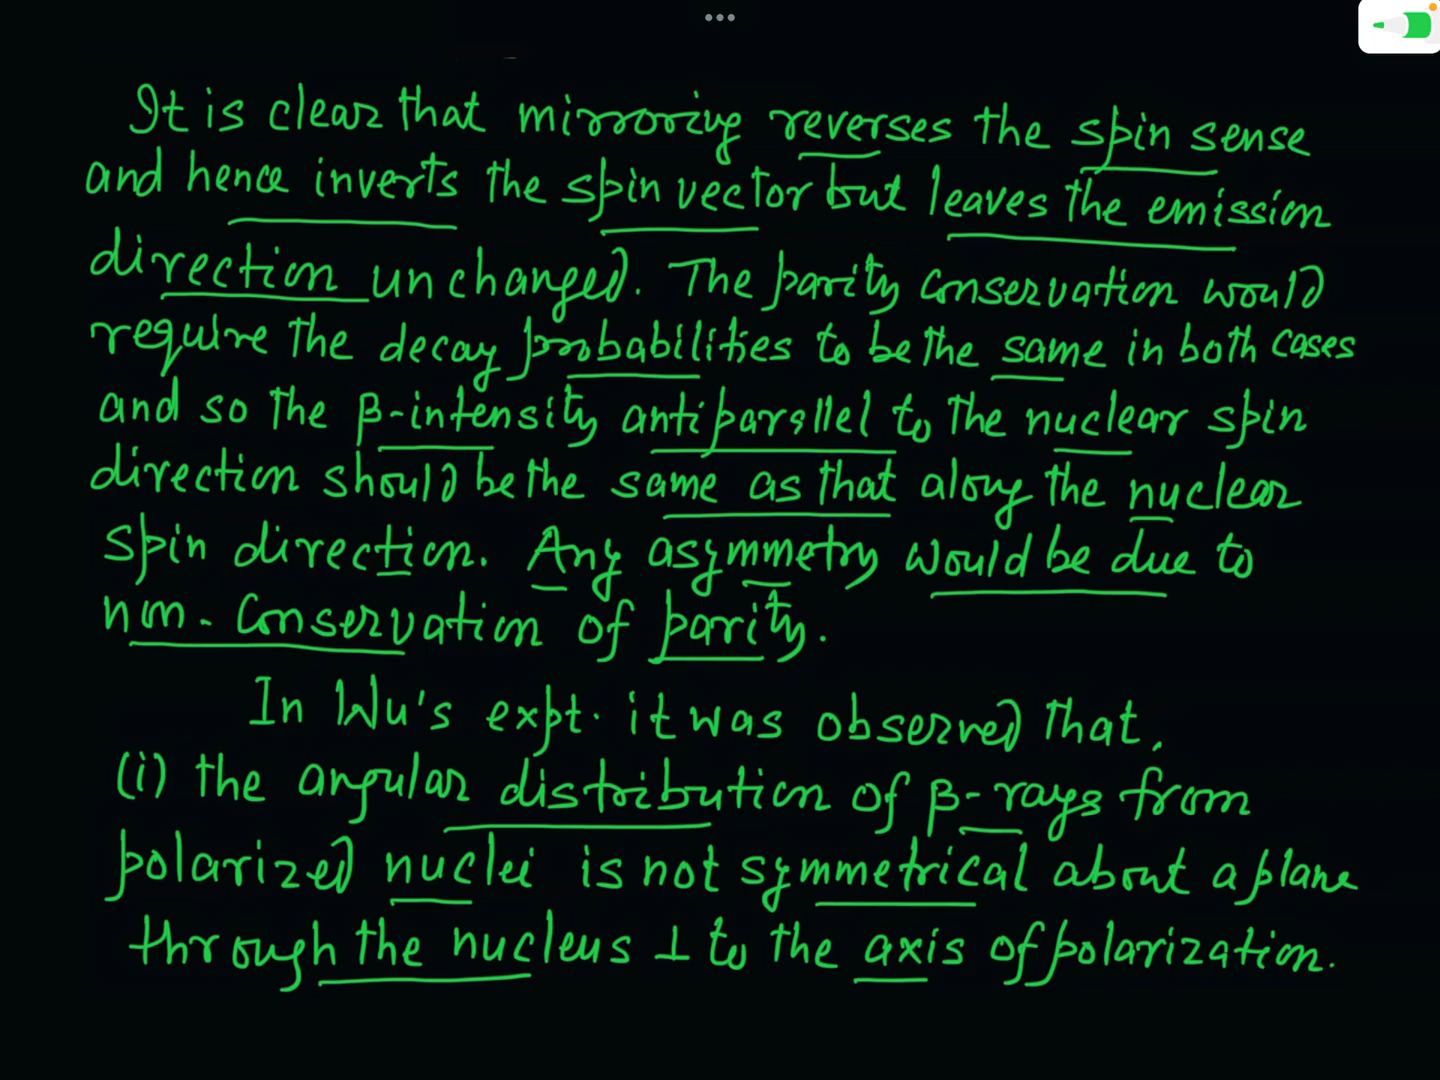 It is clear that mirroring reverses the spin sense
and hence inverts the spin vector but leaves the emission
direction unchanged. The parity conservation would
require the decay probabilities to be the same in both cases
and so the β-intensity antiparallel to the nuclear spin
direction should be the same as that along the nuclear
spin direction. Any asymmetry would be due to
non-conservation of parity.
In Wu's expt. it was observed that,
(i) the angular distribution of β-rays from
polarized nuclei is not symmetrical about a plane
through the nucleus ⊥ to the axis of polarization.